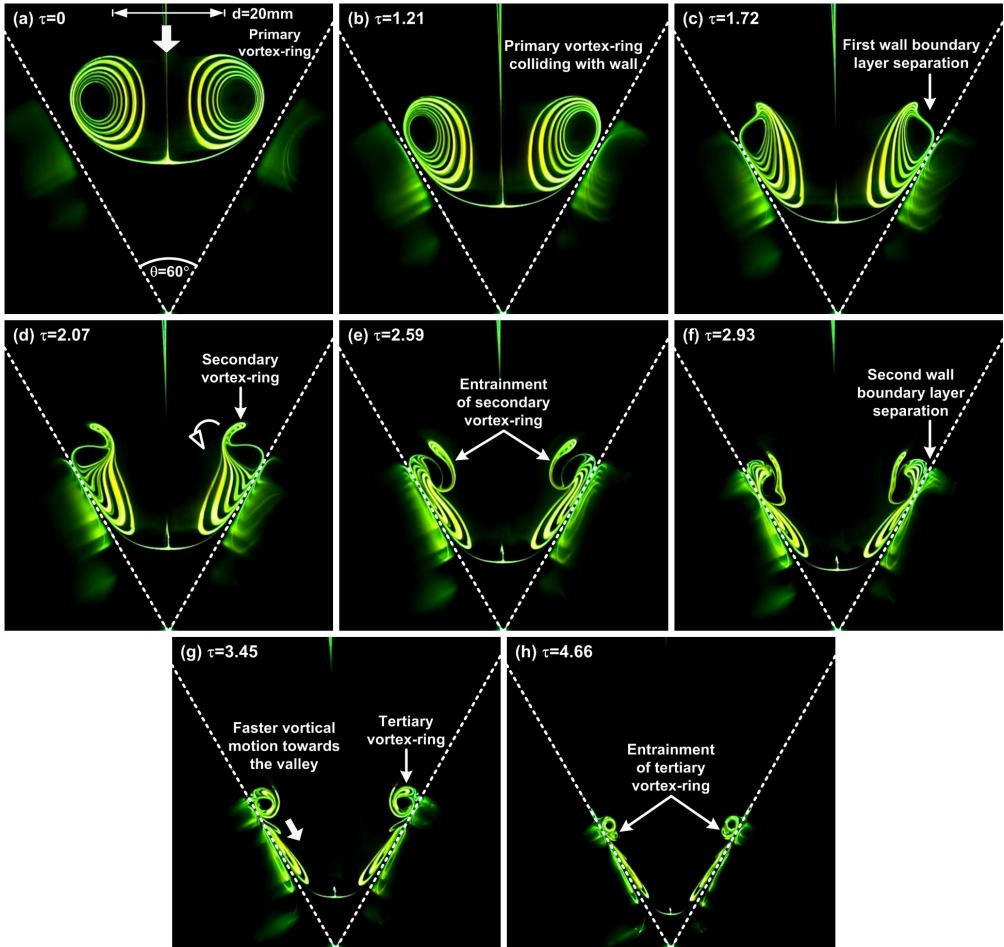 (a) τ=0
d=20mm
Primary
vortex-ring
θ=60°
(b) τ=1.21
Primary vortex-ring
colliding with wall
(c) τ=1.72
First wall boundary
layer separation
(d) τ=2.07
Secondary
vortex-ring
(e) τ=2.59
Entrainment
of secondary
vortex-ring
(f) τ=2.93
Second wall
boundary layer
separation
(g) τ=3.45
Faster vortical
motion towards
the valley
Tertiary
vortex-ring
(h) τ=4.66
Entrainment
of tertiary
vortex-ring